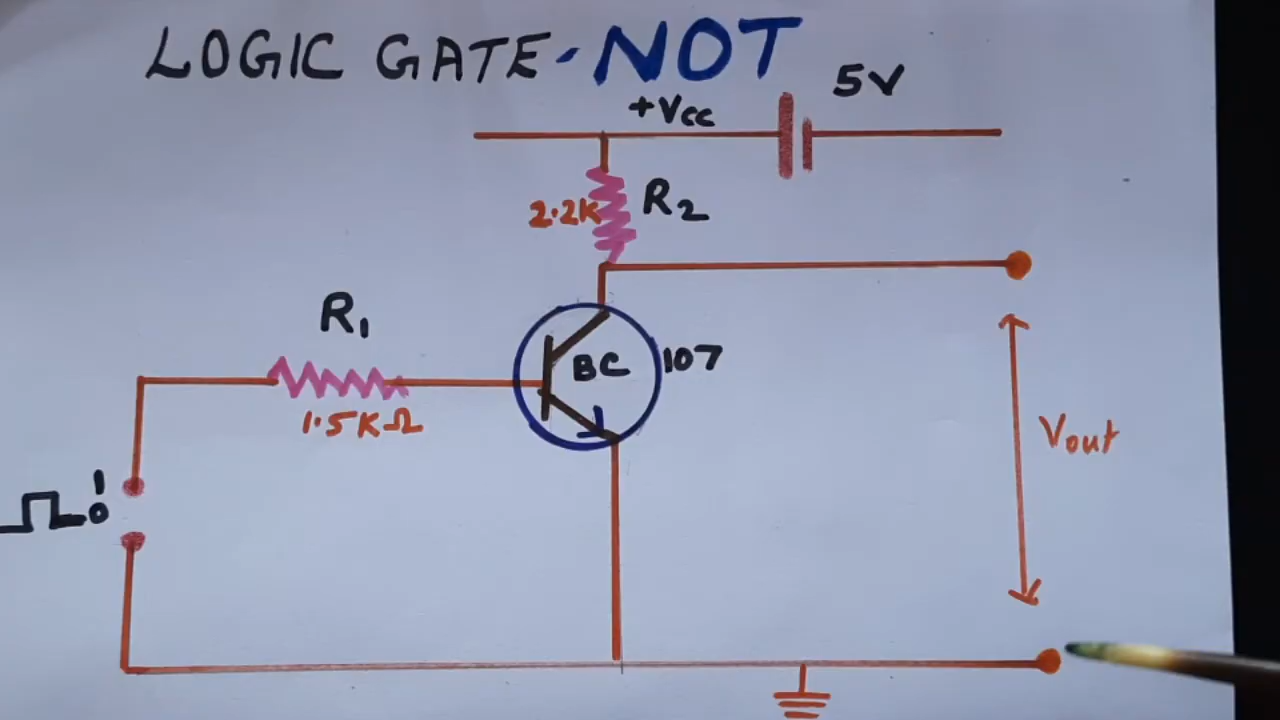 LOGIC GATE-NOT
5V
+Vcc
2.2K R2
R1
1.5KΩ
BC 107
1
0
Vout